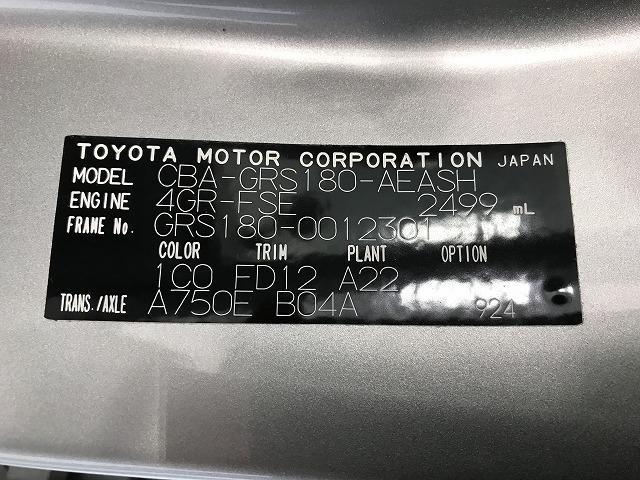 TOYOTA MOTOR CORPORATION JAPAN
MODEL CBA-GRS180-AEASH
ENGINE 4GR-FSE 2499 mL
FRAME No. GRS180-0012301
COLOR TRIM PLANT OPTION
1C0 FD12 A22
TRANS./AXLE A750E B04A 924